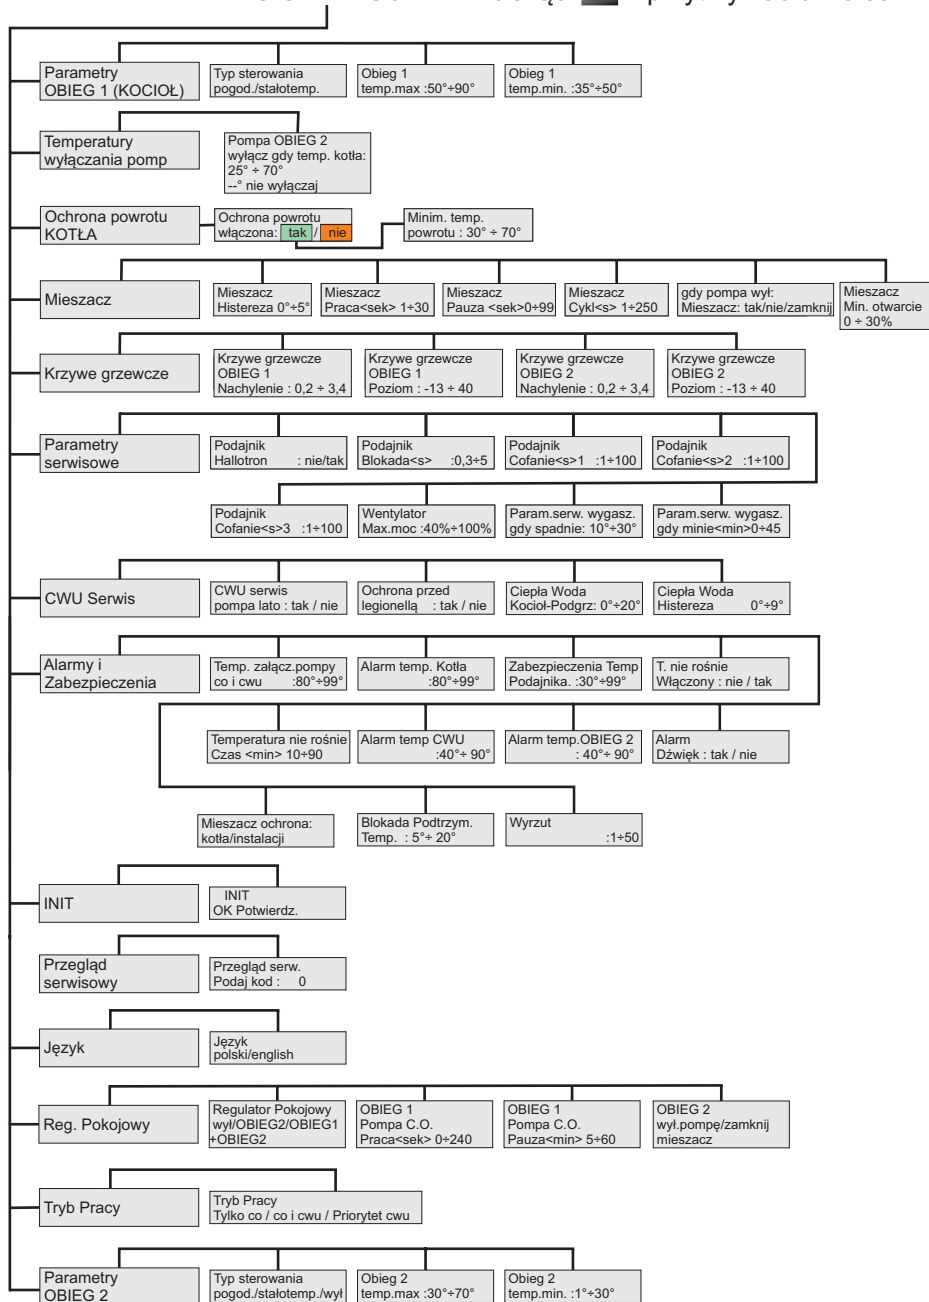 Parametry
OBIEG 1 (KOCIOŁ)
Typ sterowania
pogod./stałotemp.
Obieg 1
temp.max :50°÷90°
Obieg 1
temp.min. :35°÷50°
Temperatury
wyłączania pomp
Pompa OBIEG 2
wyłącz gdy temp. kotła:
25° ÷ 70°
--° nie wyłączaj
Ochrona powrotu
KOTŁA
Ochrona powrotu
włączona: tak / nie
Minim. temp.
powrotu : 30° ÷ 70°
Mieszacz
Mieszacz
Histereza 0°÷5°
Mieszacz
Praca<sek> 1÷30
Mieszacz
Pauza <sek>0÷99
Mieszacz
Cykl<s> 1÷250
gdy pompa wył:
Mieszacz: tak/nie/zamknij
Mieszacz
Min. otwarcie
0 ÷ 30%
Krzywe grzewcze
Krzywe grzewcze
OBIEG 1
Nachylenie : 0,2 ÷ 3,4
Krzywe grzewcze
OBIEG 1
Poziom : -13 ÷ 40
Krzywe grzewcze
OBIEG 2
Nachylenie : 0,2 ÷ 3,4
Krzywe grzewcze
OBIEG 2
Poziom : -13 ÷ 40
Parametry
serwisowe
Podajnik
Hallotron : nie/tak
Podajnik
Blokada<s> :0,3÷5
Podajnik
Cofanie<s>1 :1÷100
Podajnik
Cofanie<s>2 :1÷100
Podajnik
Cofanie<s>3 :1÷100
Wentylator
Max.moc :40%÷100%
Param.serw. wygasz.
gdy spadnie: 10°÷30°
Param.serw. wygasz.
gdy minie<min>0÷45
CWU Serwis
CWU serwis
pompa lato : tak / nie
Ochrona przed
legionellą : tak / nie
Ciepła Woda
Kocioł-Podgrz: 0°÷20°
Ciepła Woda
Histereza 0°÷9°
Alarmy i
Zabezpieczenia
Temp. załącz.pompy
co i cwu :80°÷99°
Alarm temp. Kotła
:80°÷99°
Zabezpieczenia Temp
Podajnika. :30°÷99°
T. nie rośnie
Włączony : nie / tak
Temperatura nie rośnie
Czas <min> 10÷90
Alarm temp CWU
:40°÷ 90°
Alarm temp.OBIEG 2
: 40°÷ 90°
Alarm
Dźwięk : tak / nie
Mieszacz ochrona:
kotła/instalacji
Blokada Podtrzym.
Temp. : 5°÷ 20°
Wyrzut
:1÷50
INIT
INIT
OK Potwierdz.
Przegląd
serwisowy
Przegląd serw.
Podaj kod : 0
Język
Język
polski/english
Reg. Pokojowy
Regulator Pokojowy
wył/OBIEG2/OBIEG1
+OBIEG2
OBIEG 1
Pompa C.O.
Praca<sek> 0÷240
OBIEG 1
Pompa C.O.
Pauza<min> 5÷60
OBIEG 2
wył.pompę/zamknij
mieszacz
Tryb Pracy
Tryb Pracy
Tylko co / co i cwu / Priorytet cwu
Parametry
OBIEG 2
Typ sterowania
pogod./stałotemp./wył
Obieg 2
temp.max :30°÷70°
Obieg 2
temp.min. :1°÷30°